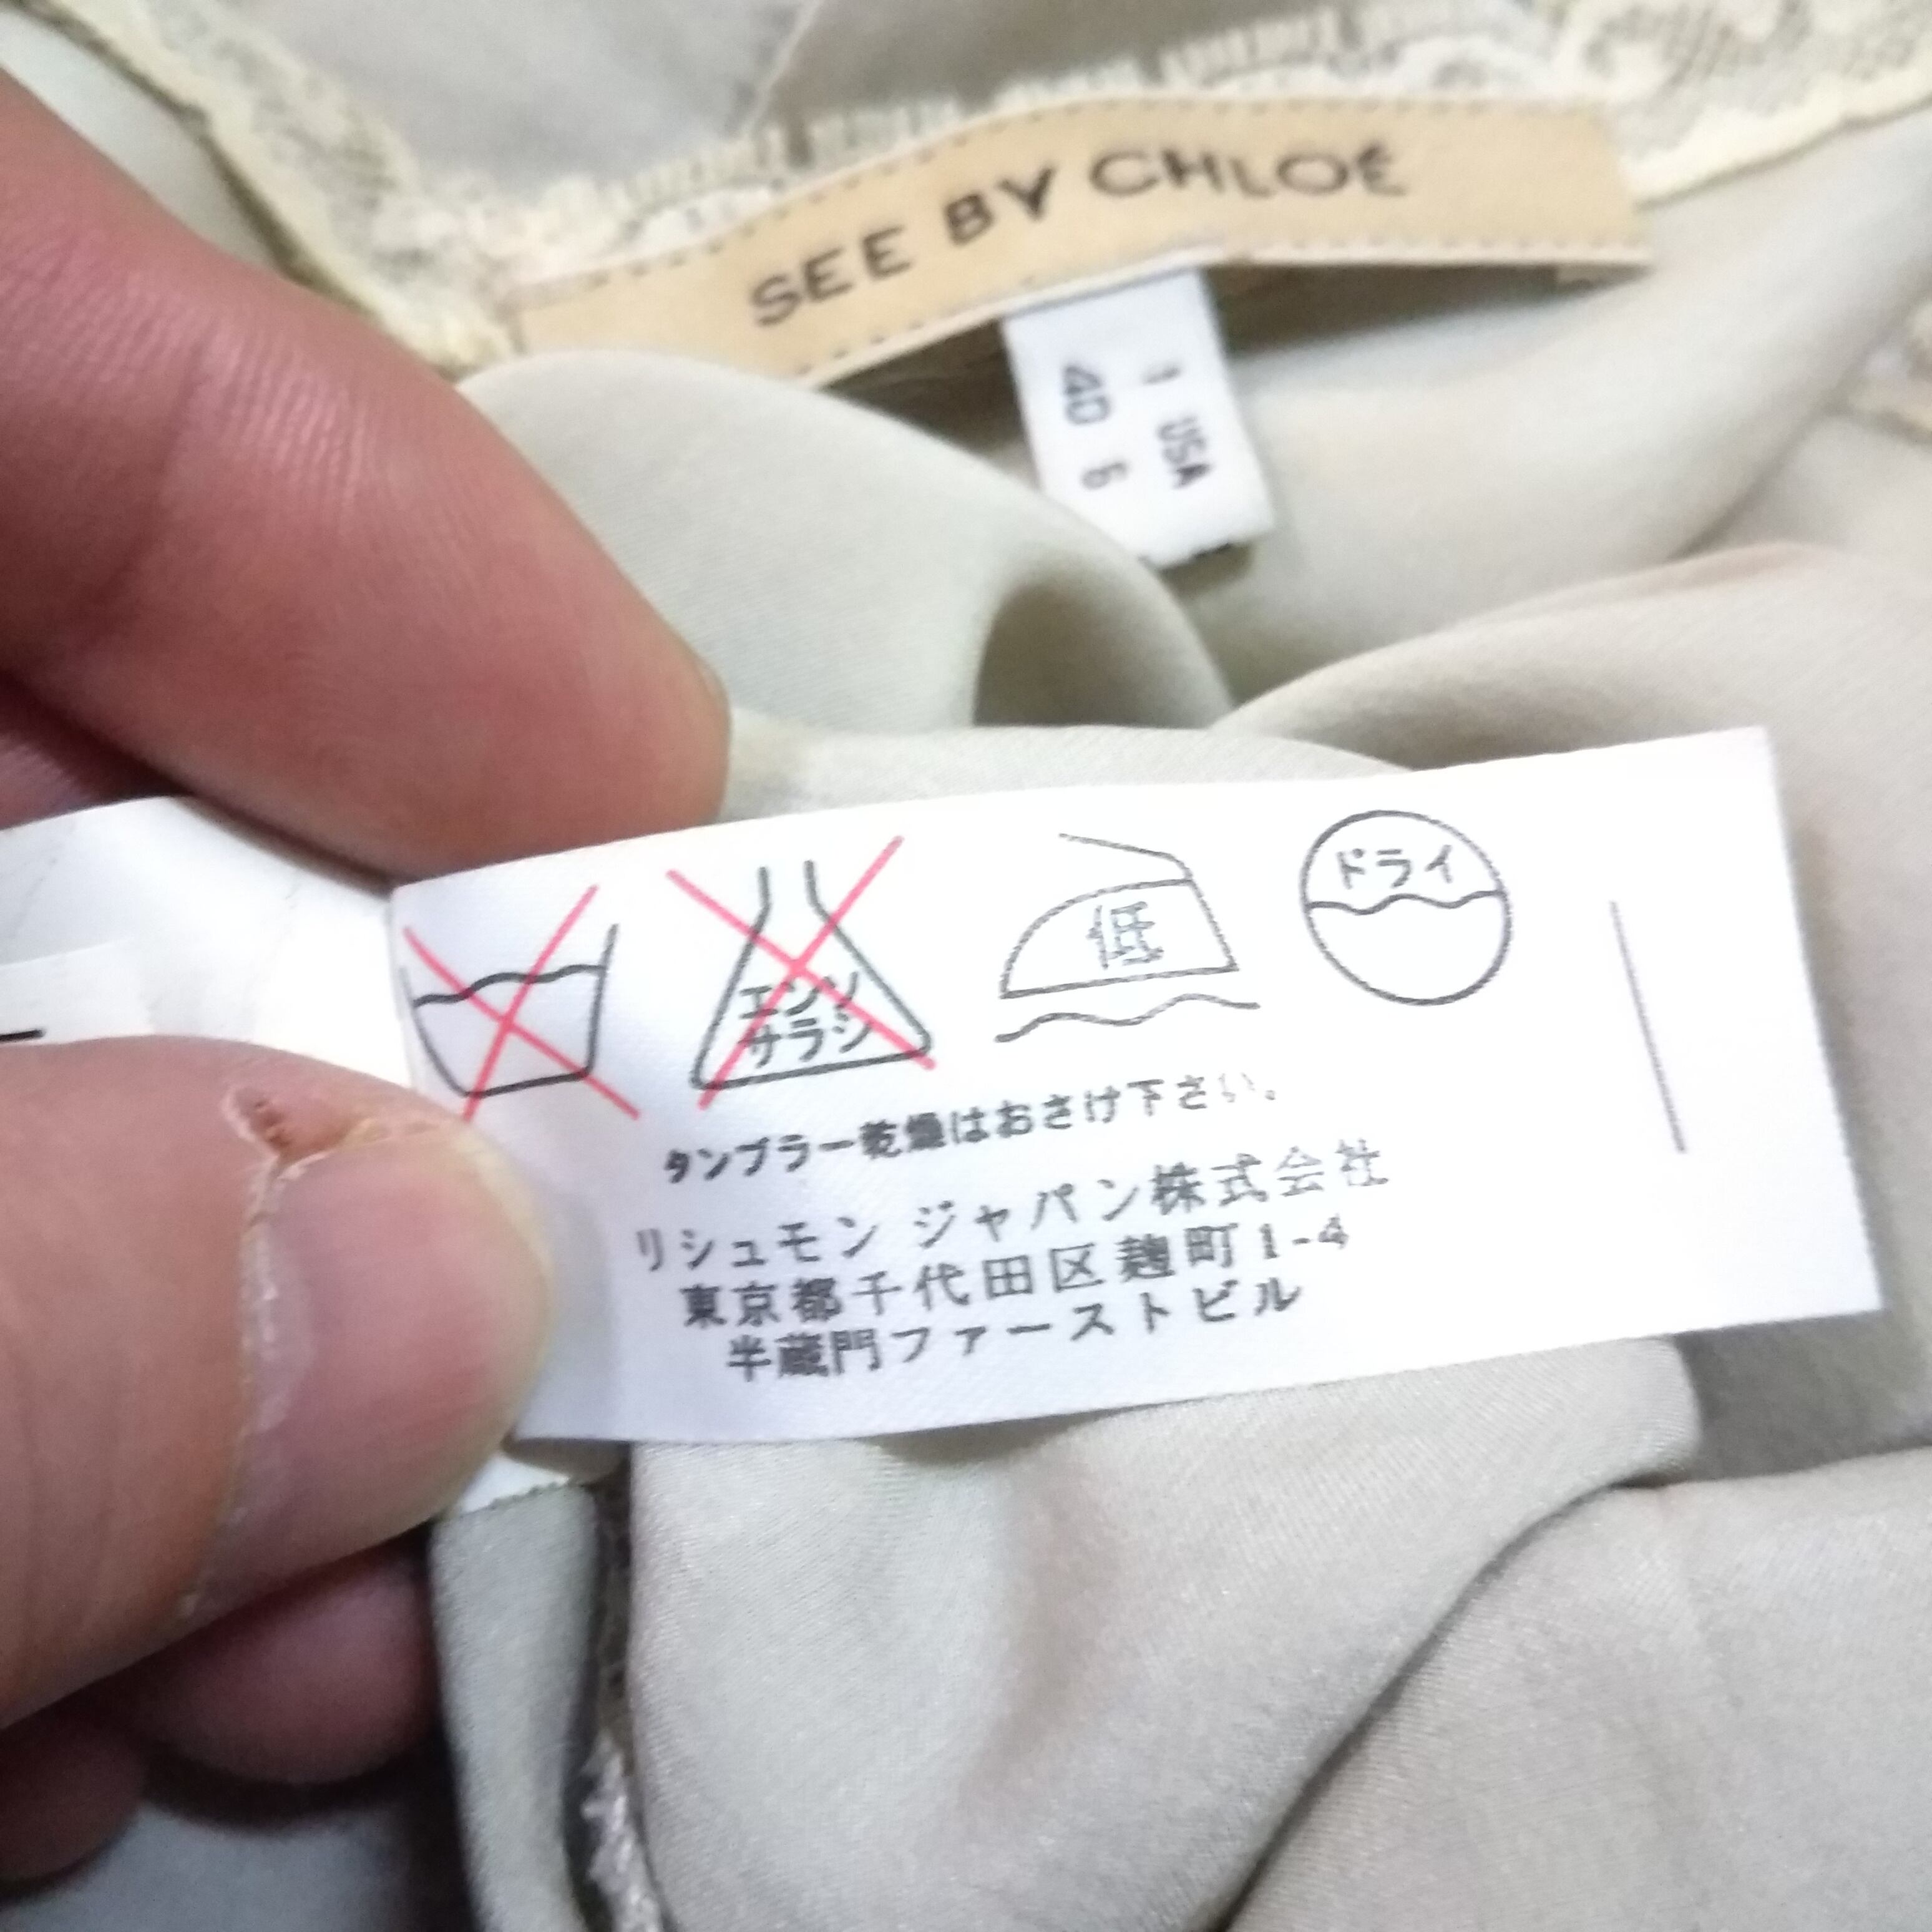 SEE BY CHLOÉ
I USA
40 6
エンソ
サラシ
低
ドライ
タンブラー乾燥はおさけ下さい。
リシュモン ジャパン株式会社
東京都千代田区麹町1-4
半蔵門ファーストビル